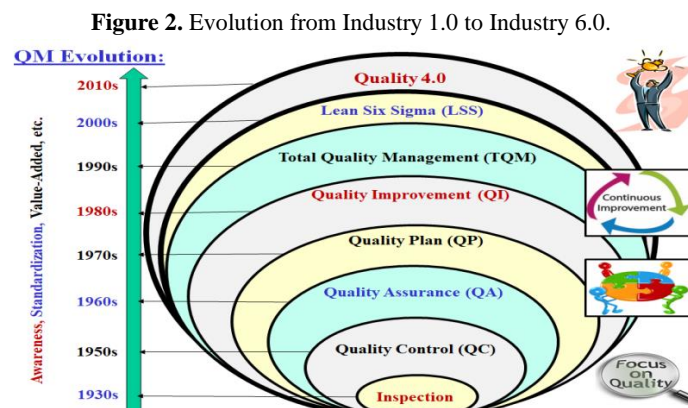 Figure 2. Evolution from Industry 1.0 to Industry 6.0.
QM Evolution:
Awareness, Standardization, Value-Added, etc.
2010s
Quality 4.0
2000s
Lean Six Sigma (LSS)
1990s
Total Quality Management (TQM)
1980s
Quality Improvement (QI)
1970s
Quality Plan (QP)
1960s
Quality Assurance (QA)
1950s
Quality Control (QC)
1930s
Inspection
Continuous
Improvement
Focus
on
Quality